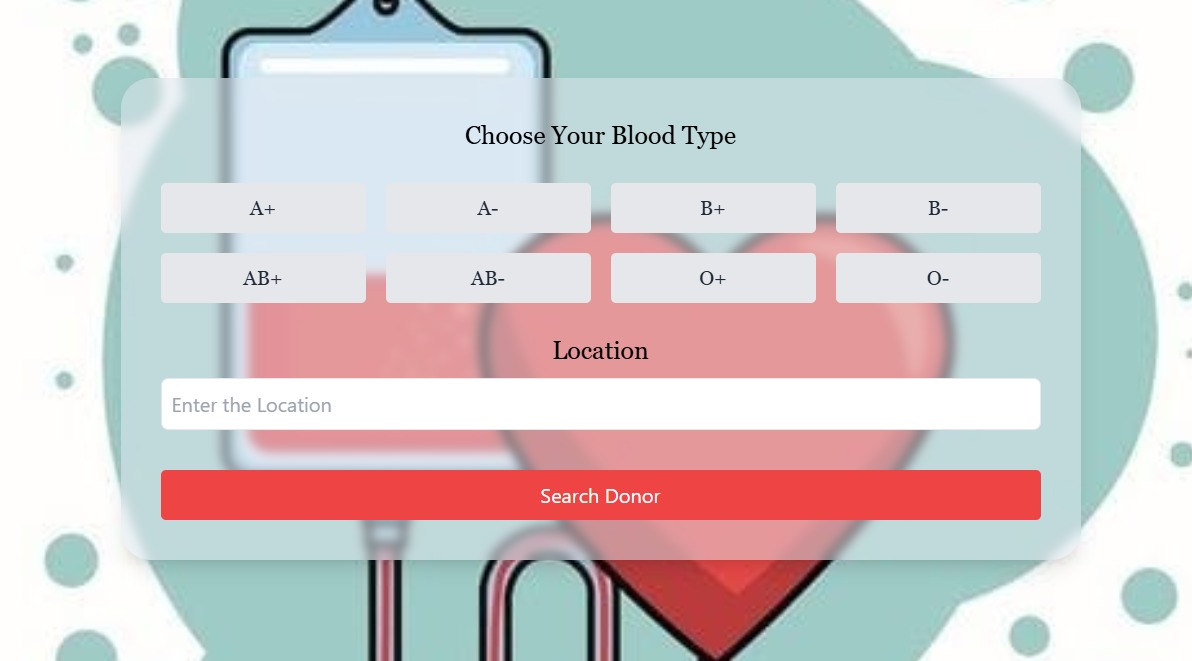 Choose Your Blood Type
A+ A- B+ B-
AB+ AB- O+ O-
Location
Enter the Location
Search Donor